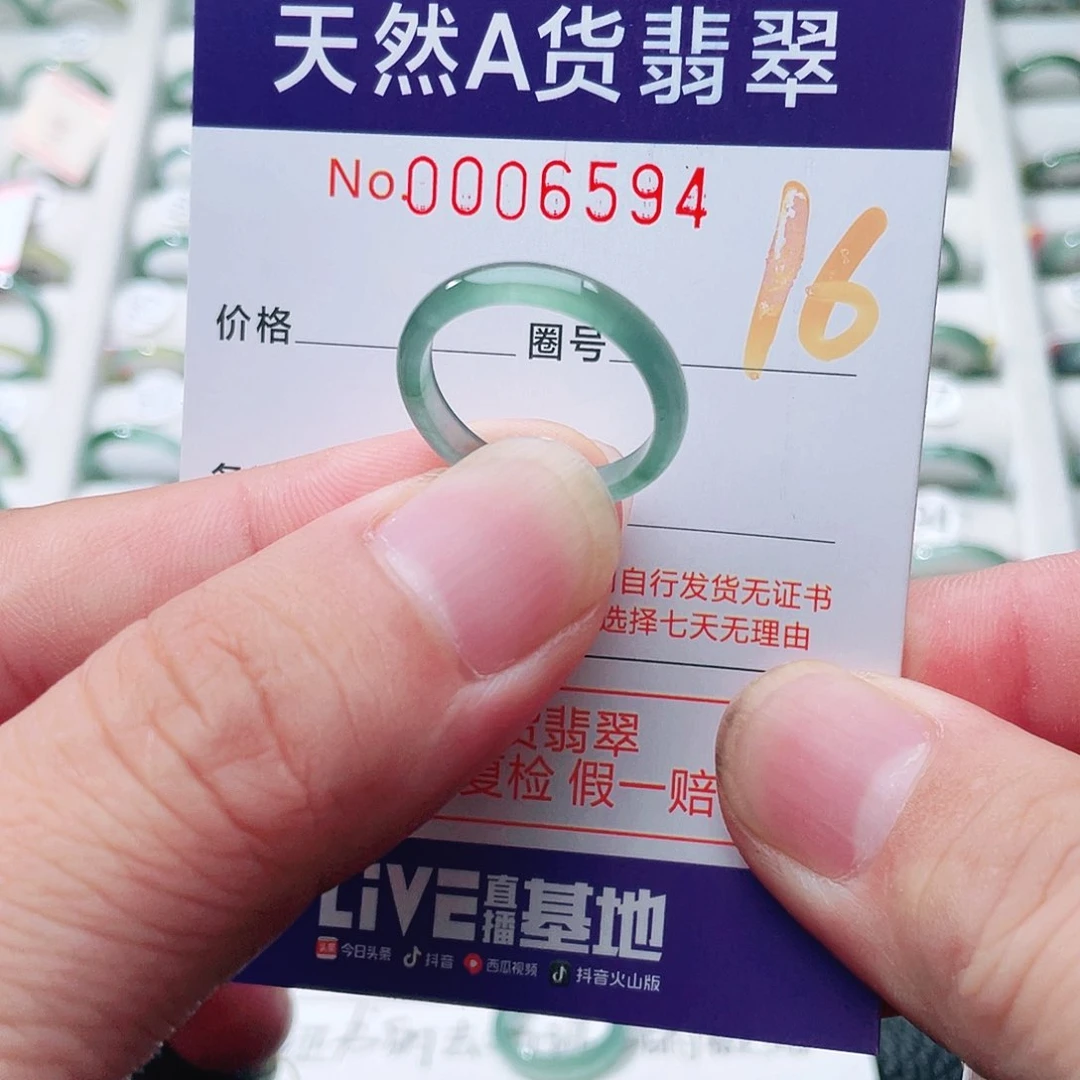 天然A货翡翠
No.0006594
16
价格 圈号
自行发货无证书
选择七天无理由
货翡翠
复检 假一赔
LiVE直播基地
今日头条 抖音 西瓜视频 抖音火山版